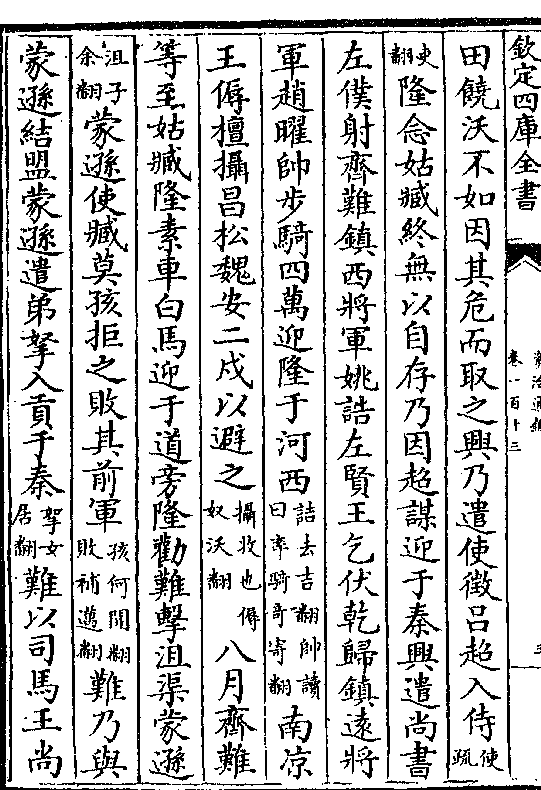 欽定四庫全書
資治通鑑
卷一百十三
田饒沃不如因其危而取之興乃遣使徵吕超入侍使疏
吏翻隆念姑臧終無以自存乃因超謀迎于秦興遣尚書
左僕射齊難鎮西將軍姚詰左賢王乞伏乾歸鎮遠將
軍趙曜帥步騎四萬迎隆于河西詰去吉翻帥讀曰率騎奇寄翻南凉
王傉檀攝昌松魏安二戍以避之攝收也傉奴沃翻八月齊難
等至姑臧隆素車白馬迎于道旁隆勸難擊沮渠蒙遜
沮子余翻蒙遜使臧莫孩拒之敗其前軍孩何開翻敗補邁翻難乃與
蒙遜結盟蒙遜遣弟挐入貢于秦挐女居翻難以司馬王尚